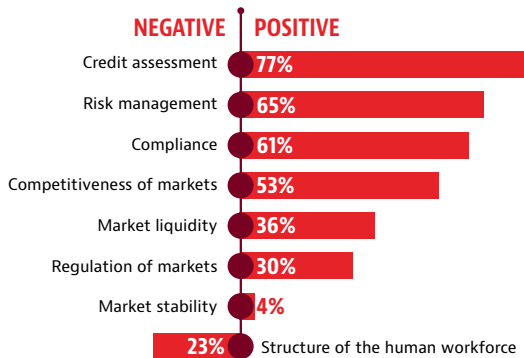 NEGATIVE POSITIVE
Credit assessment 77%
Risk management 65%
Compliance 61%
Competitiveness of markets 53%
Market liquidity 36%
Regulation of markets 30%
Market stability 4%
23% Structure of the human workforce